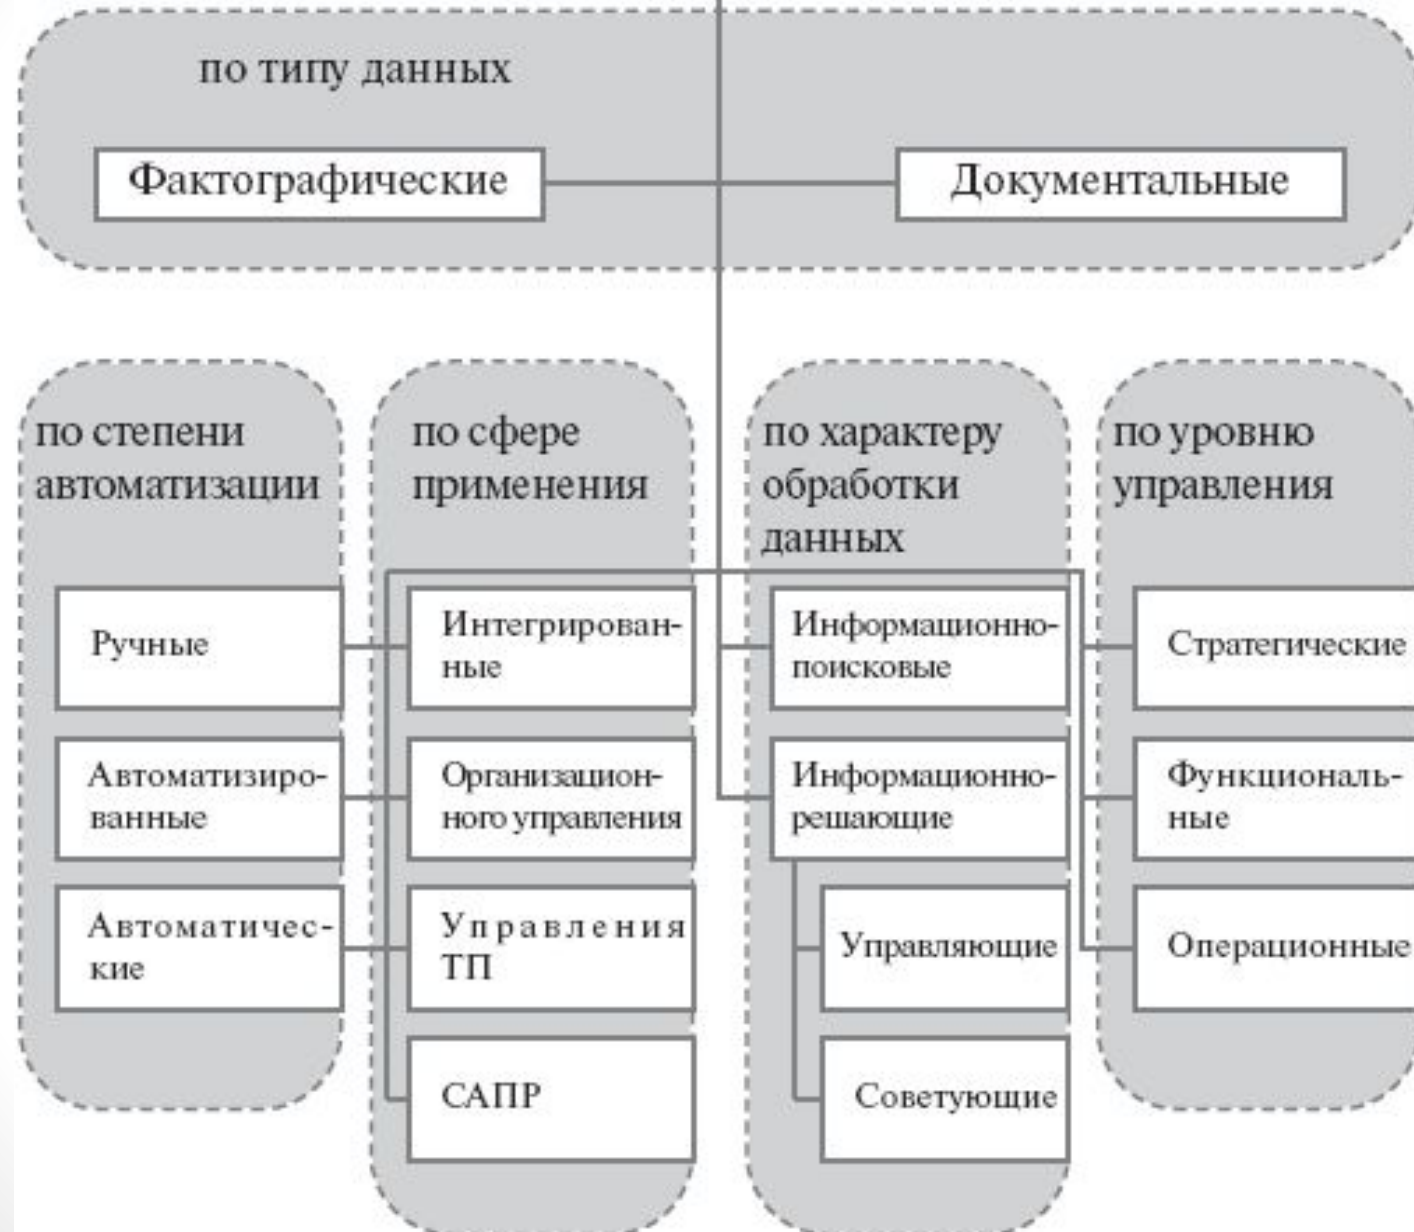 по типу данных
Фактографические
Документальные
по степени
автоматизации
Ручные
Автоматизиро-
ванные
Автоматичес-
кие
по сфере
применения
Интегрирован-
ные
Организацион-
ного управления
Управления
ТП
САПР
по характеру
обработки
данных
Информационно-
поисковые
Информационно-
решающие
Управляющие
Советующие
по уровню
управления
Стратегические
Функциональ-
ные
Операционные